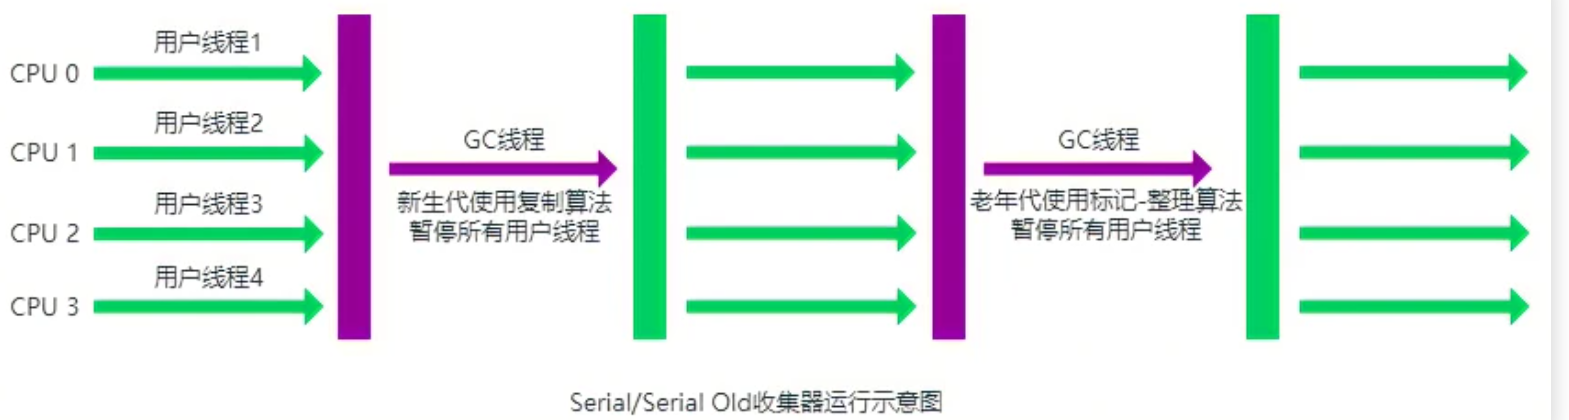 用户线程1
CPU 0
用户线程2
CPU 1
用户线程3
CPU 2
用户线程4
CPU 3
GC线程
新生代使用复制算法
暂停所有用户线程
GC线程
老年代使用标记-整理算法
暂停所有用户线程
Serial/Serial Old收集器运行示意图